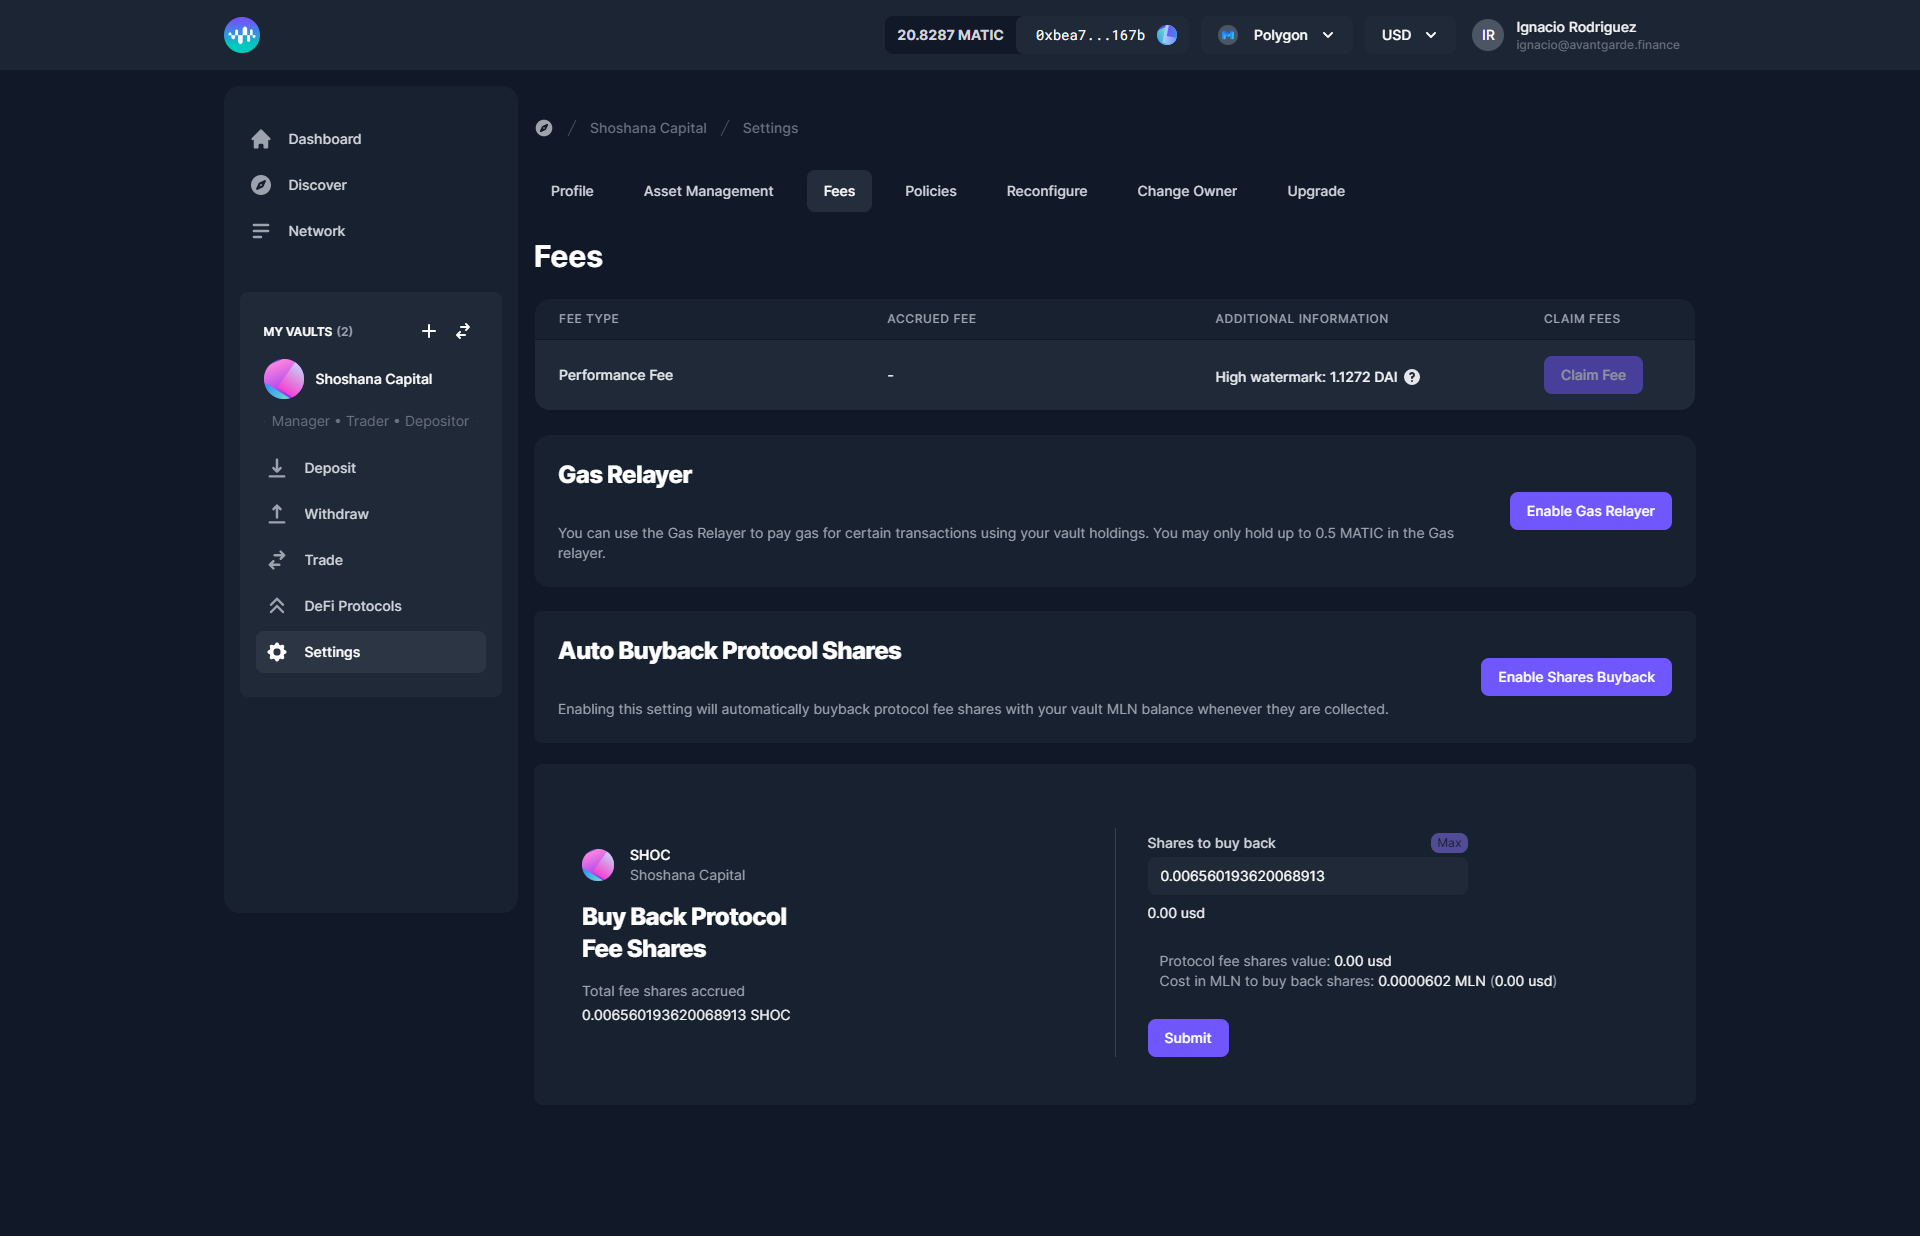 20.8287 MATIC
0xbea7...167b
Polygon
USD
IR
Ignacio Rodriguez
ignacio@avantgarde.finance
Dashboard
Discover
Network
MY VAULTS (2)
Shoshana Capital
Manager • Trader • Depositor
Deposit
Withdraw
Trade
DeFi Protocols
Settings
/ Shoshana Capital / Settings
Profile
Asset Management
Fees
Policies
Reconfigure
Change Owner
Upgrade
Fees
FEE TYPE
ACCRUED FEE
ADDITIONAL INFORMATION
CLAIM FEES
Performance Fee
-
High watermark: 1.1272 DAI ?
Claim Fee
Gas Relayer
You can use the Gas Relayer to pay gas for certain transactions using your vault holdings. You may only hold up to 0.5 MATIC in the Gas
relayer.
Enable Gas Relayer
Auto Buyback Protocol Shares
Enabling this setting will automatically buyback protocol fee shares with your vault MLN balance whenever they are collected.
Enable Shares Buyback
SHOC
Shoshana Capital
Buy Back Protocol
Fee Shares
Total fee shares accrued
0.006560193620068913 SHOC
Shares to buy back
Max
0.006560193620068913
0.00 usd
Protocol fee shares value: 0.00 usd
Cost in MLN to buy back shares: 0.0000602 MLN (0.00 usd)
Submit